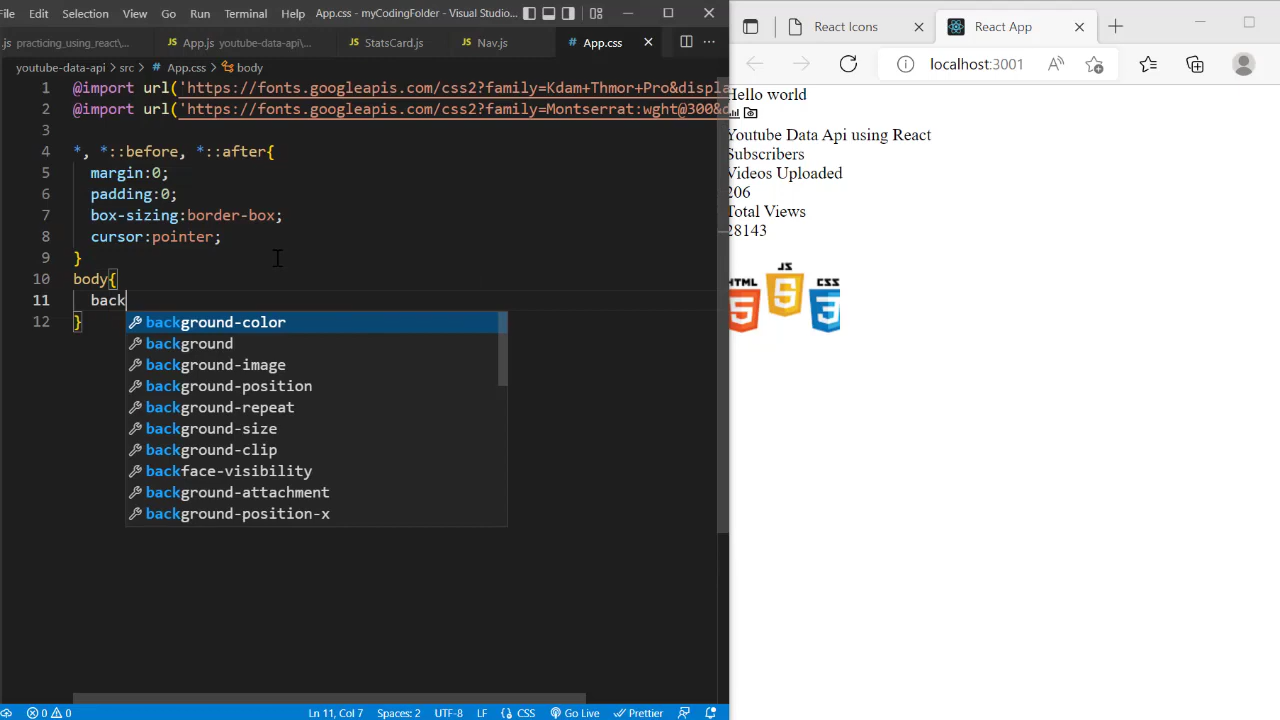 File Edit Selection View Go Run Terminal Help App.css - myCodingFolder - Visual Studio...
.js practicing_using_react\...
App.js youtube-data-api\...
StatsCard.js
Nav.js
App.css
youtube-data-api > src > # App.css > body
1 @import url('https://fonts.googleapis.com/css2?family=Kdam+Thmor+Pro&displa
2 @import url('https://fonts.googleapis.com/css2?family=Montserrat:wght@300&d
3
4 *, *::before, *::after{
5 margin:0;
6 padding:0;
7 box-sizing:border-box;
8 cursor:pointer;
9 }
10 body{
11 back
12 }
background-color
background
background-image
background-position
background-repeat
background-size
background-clip
backface-visibility
background-attachment
background-position-x
0 0 Ln 11, Col 7 Spaces: 2 UTF-8 LF {} CSS Go Live Prettier
React Icons
React App
localhost:3001
Hello world
Youtube Data Api using React
Subscribers
Videos Uploaded
206
Total Views
28143
HTML JS CSS
5 5 3